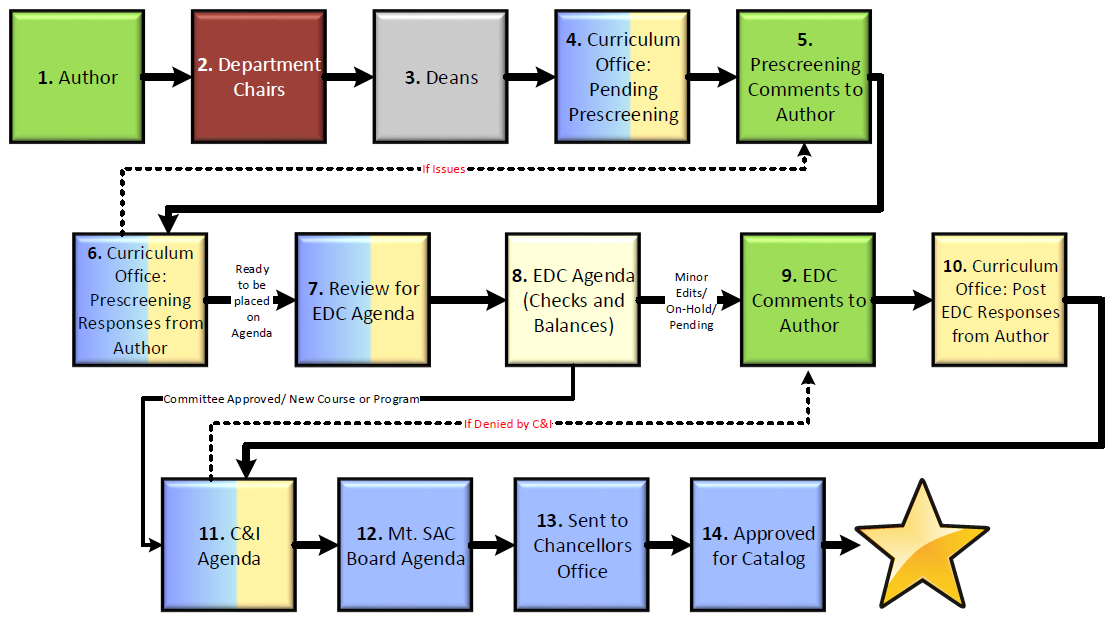 1. Author
2. Department
Chairs
3. Deans
4. Curriculum
Office:
Pending
Prescreening
5.
Prescreening
Comments to
Author
If Issues
6. Curriculum
Office:
Prescreening
Responses from
Author
Ready
to be
placed
on
Agenda
7. Review for
EDC Agenda
8. EDC Agenda
(Checks and
Balances)
Minor
Edits/
On-Hold/
Pending
9. EDC
Comments to
Author
10. Curriculum
Office: Post
EDC Responses
from Author
Committee Approved/ New Course or Program
If Denied by C&I
11. C&I
Agenda
12. Mt. SAC
Board Agenda
13. Sent to
Chancellors
Office
14. Approved
for Catalog